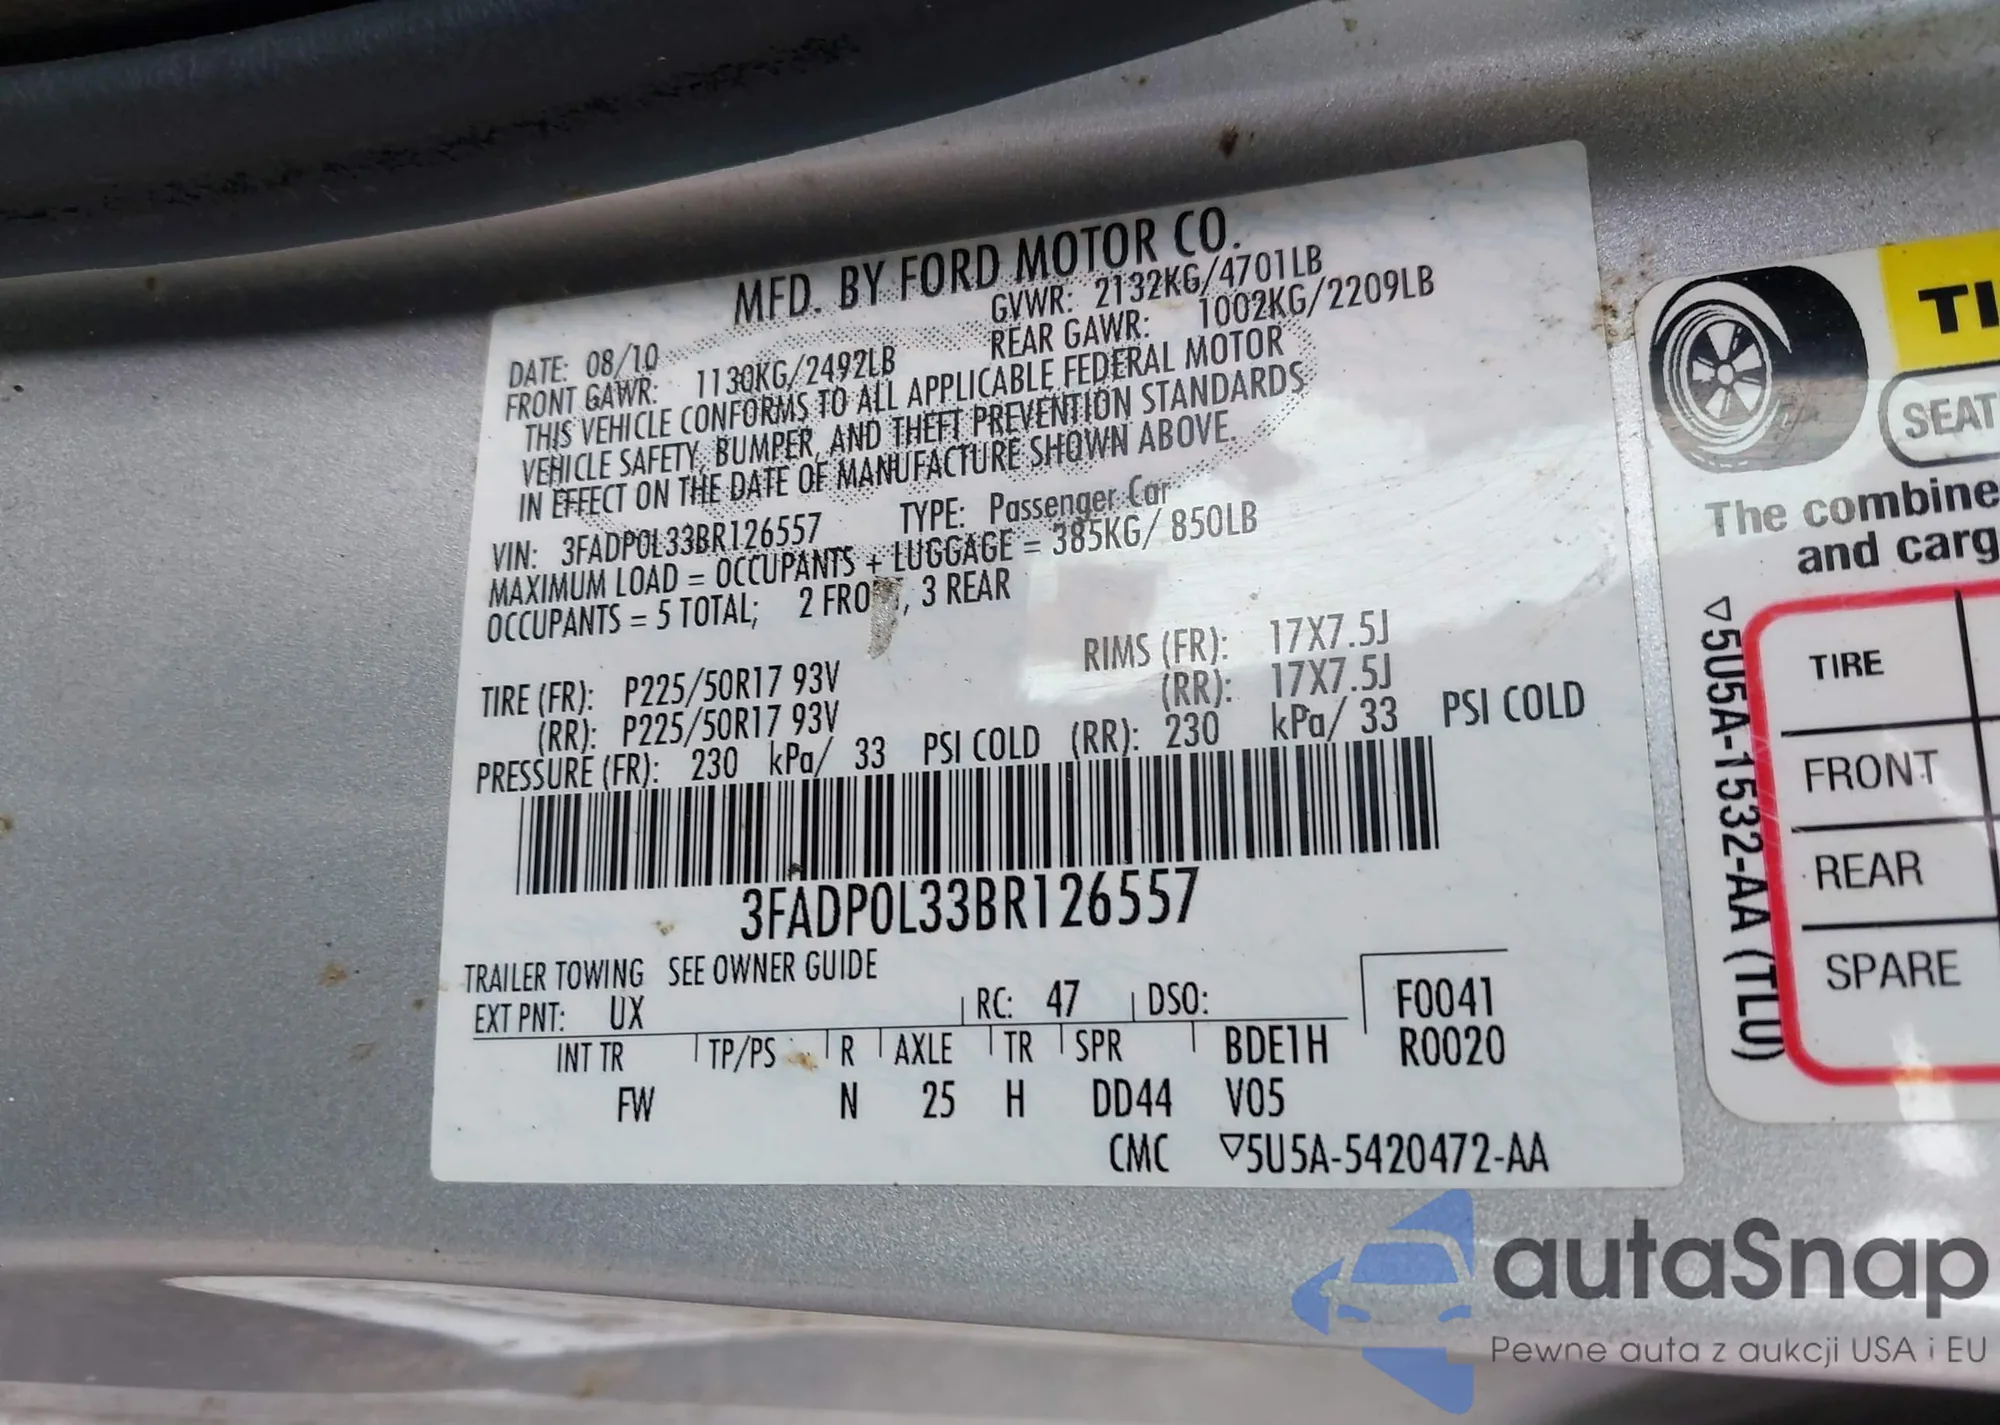 MFD. BY FORD MOTOR CO.
DATE: 08/10 GVWR: 2132KG/4701LB
FRONT GAWR: 1130KG/2492LB REAR GAWR: 1002KG/2209LB
THIS VEHICLE CONFORMS TO ALL APPLICABLE FEDERAL MOTOR
VEHICLE SAFETY, BUMPER, AND THEFT PREVENTION STANDARDS
IN EFFECT ON THE DATE OF MANUFACTURE SHOWN ABOVE.
VIN: 3FADP0L33BR126557 TYPE: Passenger Car
MAXIMUM LOAD = OCCUPANTS + LUGGAGE = 385KG/ 850LB
OCCUPANTS = 5 TOTAL; 2 FRO , 3 REAR
TIRE (FR): P225/50R17 93V RIMS (FR): 17X7.5J
(RR): P225/50R17 93V (RR): 17X7.5J
PRESSURE (FR): 230 kPa/ 33 PSI COLD (RR): 230 kPa/ 33 PSI COLD
3FADP0L33BR126557
TRAILER TOWING SEE OWNER GUIDE
EXT PNT: UX RC: 47 DSO: F0041
INT TR TP/PS R AXLE TR SPR BDE1H R0020
FW N 25 H DD44 V05
CMC ▽5U5A-5420472-AA
TI
SEAT
The combine
and carg
▽5U5A-1532-AA (TLU)
TIRE
FRONT
REAR
SPARE
autaSnap
Pewne auta z aukcji USA i EU